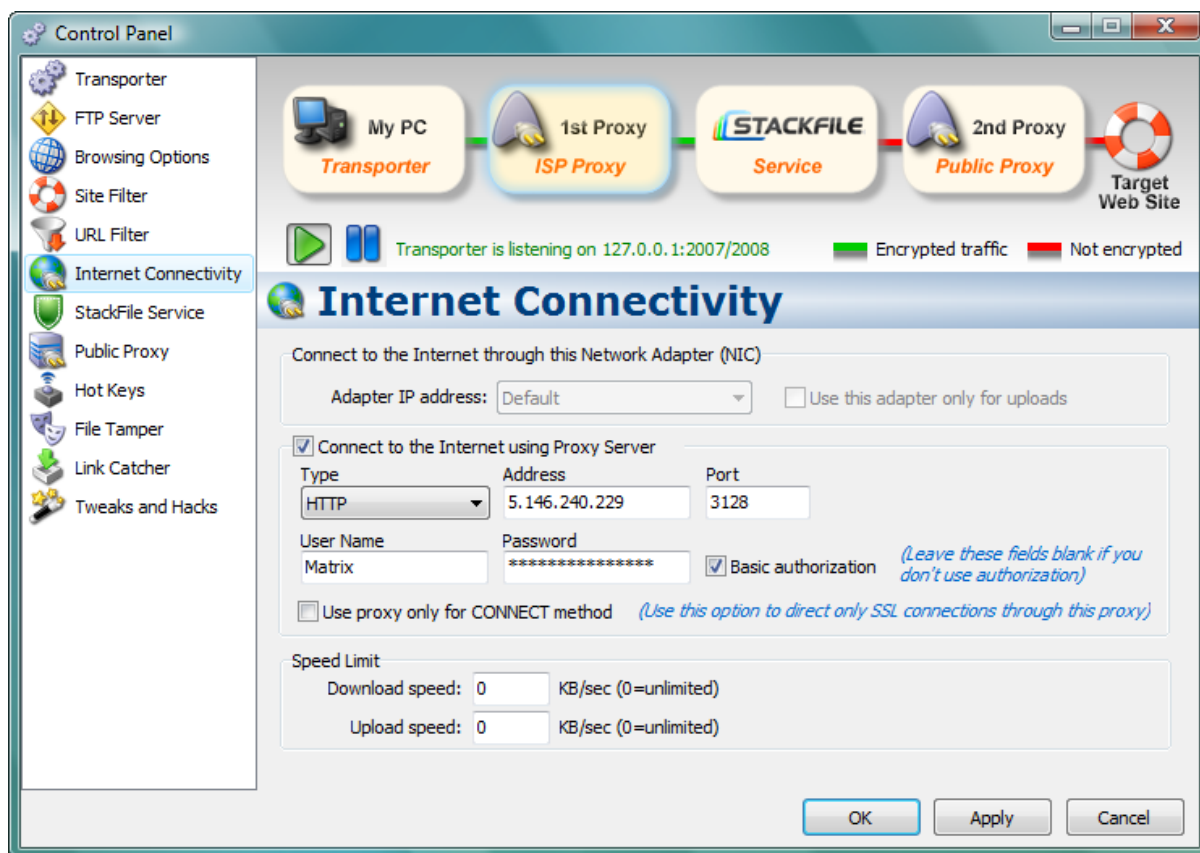 Control Panel
Transporter
FTP Server
Browsing Options
Site Filter
URL Filter
Internet Connectivity
StackFile Service
Public Proxy
Hot Keys
File Tamper
Link Catcher
Tweaks and Hacks
My PC
Transporter
1st Proxy
ISP Proxy
STACKFILE
Service
2nd Proxy
Public Proxy
Target
Web Site
Transporter is listening on 127.0.0.1:2007/2008
Encrypted traffic
Not encrypted
Internet Connectivity
Connect to the Internet through this Network Adapter (NIC)
Adapter IP address: Default
Use this adapter only for uploads
Connect to the Internet using Proxy Server
Type Address Port
HTTP 5.146.240.229 3128
User Name Password
Matrix *************** Basic authorization
(Leave these fields blank if you
don't use authorization)
Use proxy only for CONNECT method (Use this option to direct only SSL connections through this proxy)
Speed Limit
Download speed: 0 KB/sec (0=unlimited)
Upload speed: 0 KB/sec (0=unlimited)
OK Apply Cancel